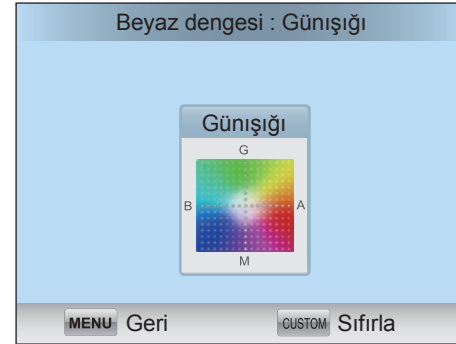 Beyaz dengesi : Günışığı
Günışığı
G
B A
M
MENU Geri CUSTOM Sıfırla